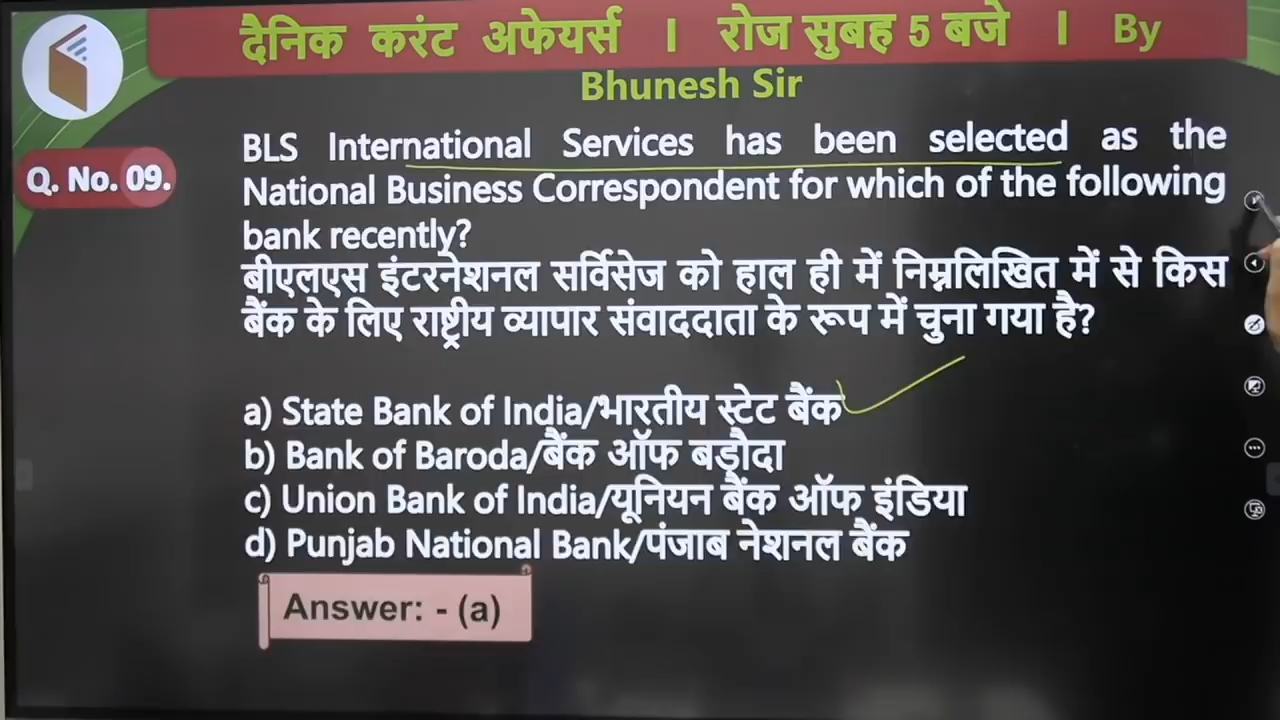 दैनिक करंट अफेयर्स । रोज सुबह 5 बजे । By
Bhunesh Sir
Q. No. 09.
BLS International Services has been selected as the
National Business Correspondent for which of the following
bank recently?
बीएलएस इंटरनेशनल सर्विसेज को हाल ही में निम्नलिखित में से किस
बैंक के लिए राष्ट्रीय व्यापार संवाददाता के रूप में चुना गया है?
a) State Bank of India/भारतीय स्टेट बैंक
b) Bank of Baroda/बैंक ऑफ बड़ौदा
c) Union Bank of India/यूनियन बैंक ऑफ इंडिया
d) Punjab National Bank/पंजाब नेशनल बैंक
Answer: - (a)